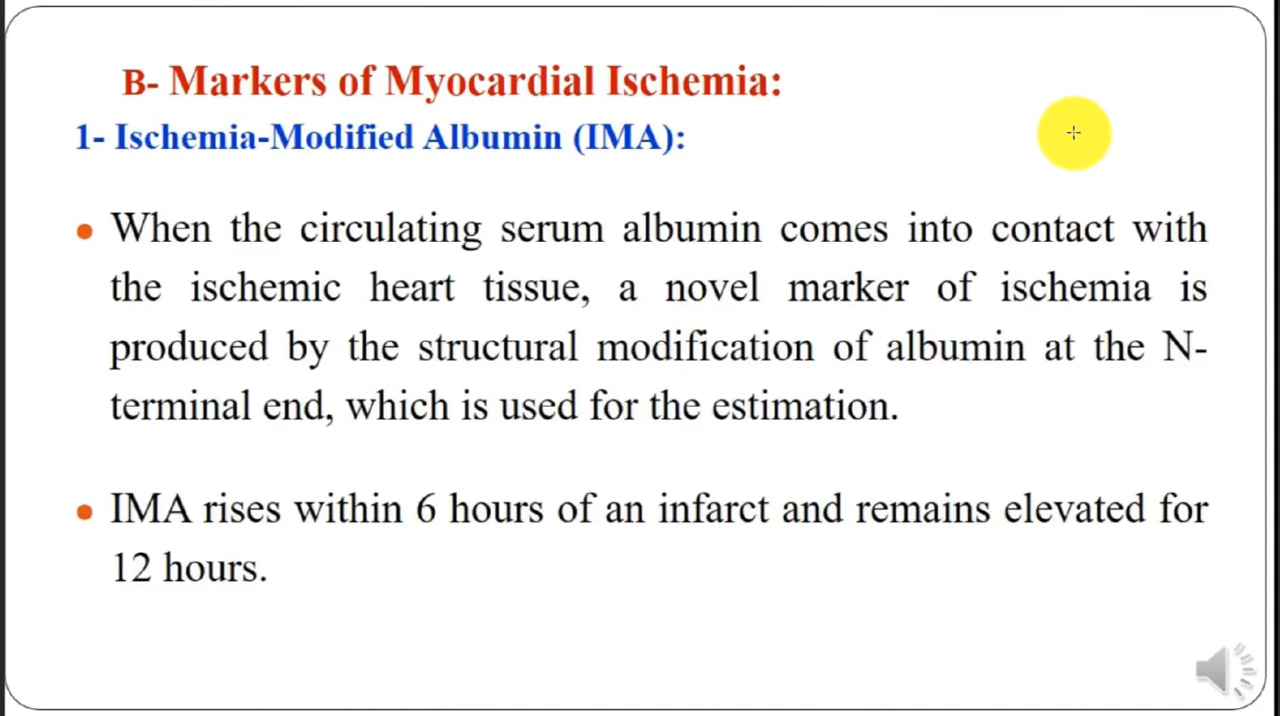 B- Markers of Myocardial Ischemia:
1- Ischemia-Modified Albumin (IMA):
• When the circulating serum albumin comes into contact with
the ischemic heart tissue, a novel marker of ischemia is
produced by the structural modification of albumin at the N-
terminal end, which is used for the estimation.
• IMA rises within 6 hours of an infarct and remains elevated for
12 hours.